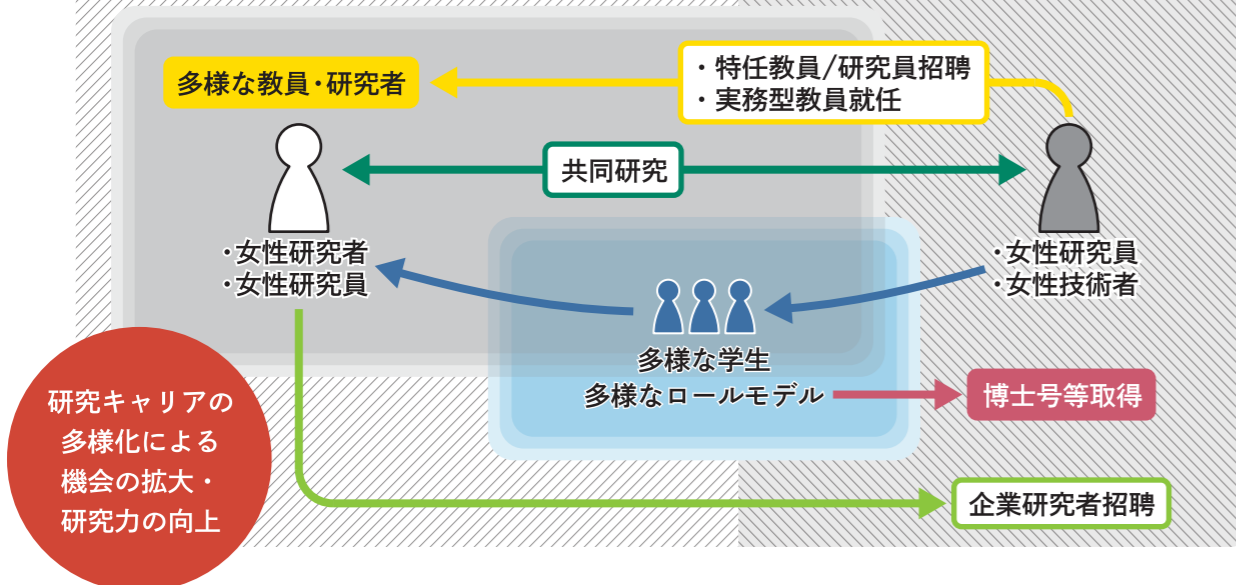 多様な教員・研究者
・特任教員/研究員招聘
・実務型教員就任
共同研究
・女性研究者
・女性研究員
・女性研究員
・女性技術者
多様な学生
多様なロールモデル
博士号等取得
研究キャリアの
多様化による
機会の拡大・
研究力の向上
企業研究者招聘